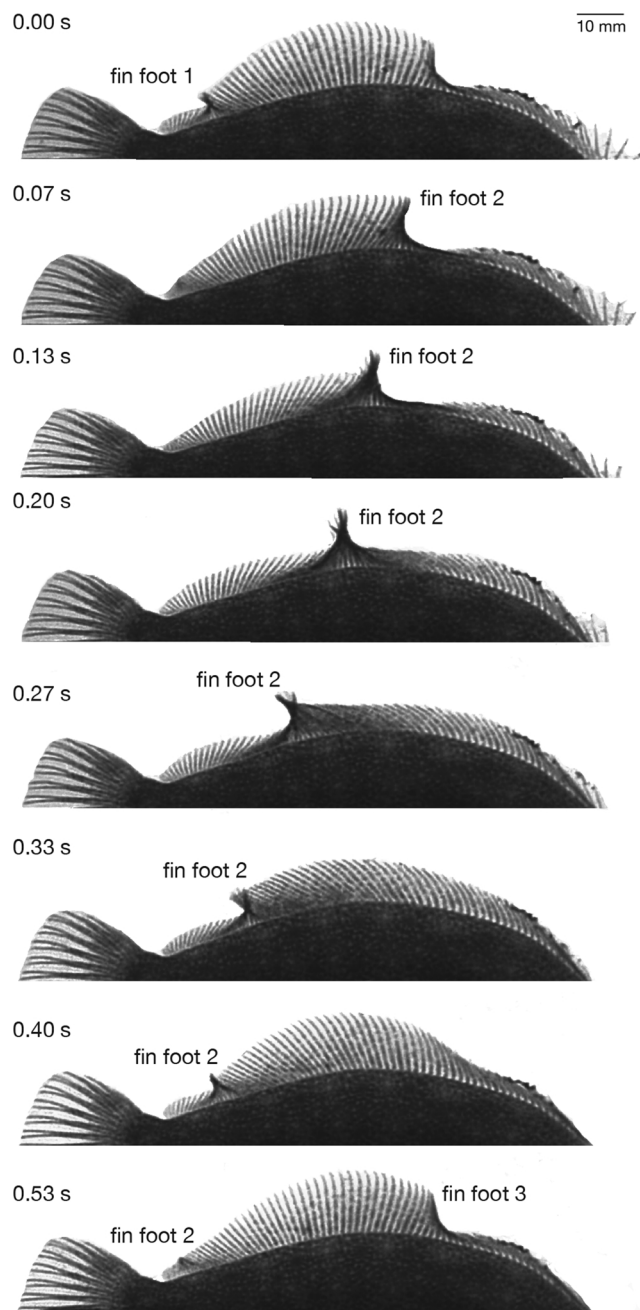 0.00 s
10 mm
fin foot 1
0.07 s
fin foot 2
0.13 s
fin foot 2
0.20 s
fin foot 2
0.27 s
fin foot 2
0.33 s
fin foot 2
0.40 s
fin foot 2
0.53 s
fin foot 3
fin foot 2